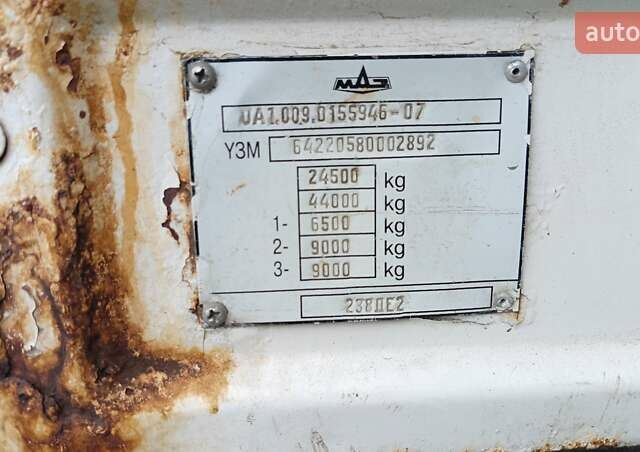 auto
МАЗ
UA1.009.0155946-07
Y3M 64220580002892
24500 kg
44000 kg
1- 6500 kg
2- 9000 kg
3- 9000 kg
238ДЕ2